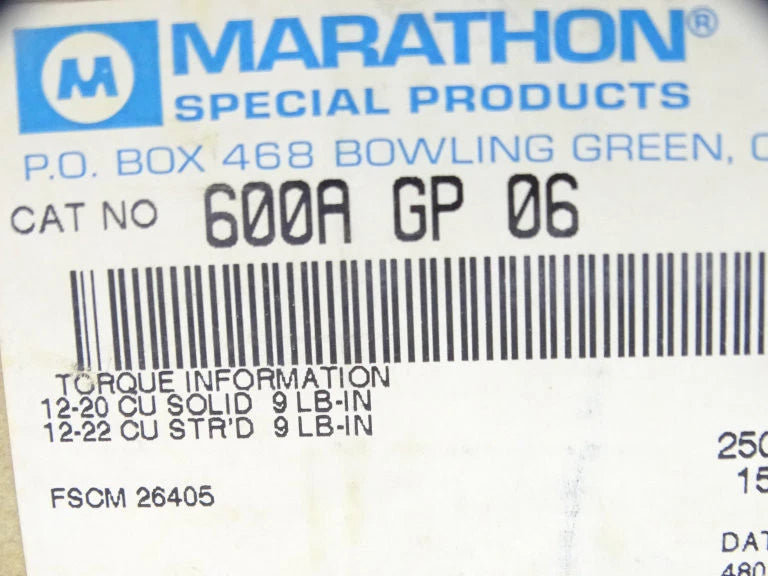 M MARATHON®
SPECIAL PRODUCTS
P.O. BOX 468 BOWLING GREEN,
CAT NO 600A GP 06
TORQUE INFORMATION
12-20 CU SOLID 9 LB-IN
12-22 CU STR'D 9 LB-IN
FSCM 26405